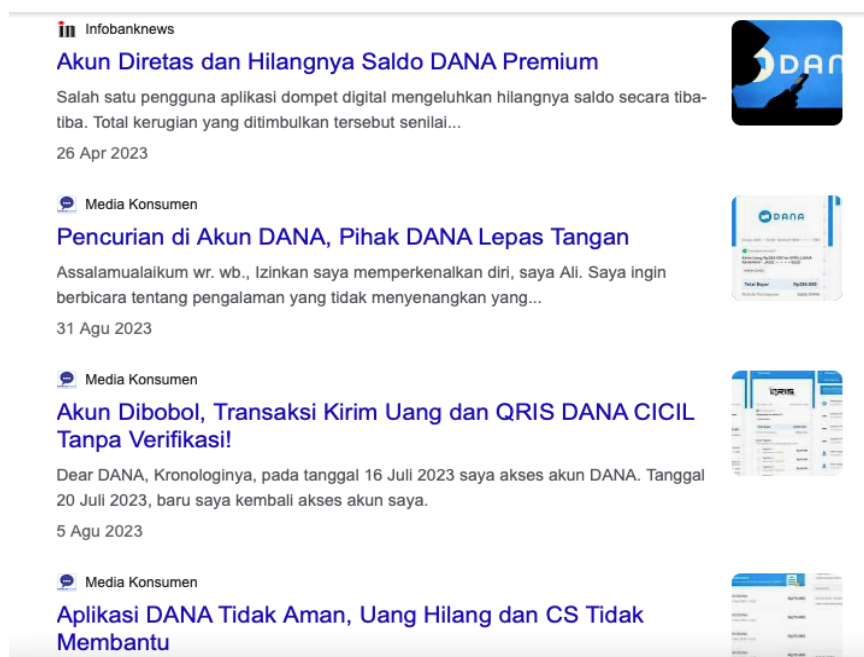 Infobanknews
Akun Diretas dan Hilangnya Saldo DANA Premium
Salah satu pengguna aplikasi dompet digital mengeluhkan hilangnya saldo secara tiba-
tiba. Total kerugian yang ditimbulkan tersebut senilai...
26 Apr 2023
DAN
Media Konsumen
Pencurian di Akun DANA, Pihak DANA Lepas Tangan
Assalamualaikum wr. wb., Izinkan saya memperkenalkan diri, saya Ali. Saya ingin
berbicara tentang pengalaman yang tidak menyenangkan yang...
31 Agu 2023
DANA
Total Bayar
Media Konsumen
Akun Dibobol, Transaksi Kirim Uang dan QRIS DANA CICIL
Tanpa Verifikasi!
Dear DANA, Kronologinya, pada tanggal 16 Juli 2023 saya akses akun DANA. Tanggal
20 Juli 2023, baru saya kembali akses akun saya.
5 Agu 2023
QRIS
Media Konsumen
Aplikasi DANA Tidak Aman, Uang Hilang dan CS Tidak
Membantu